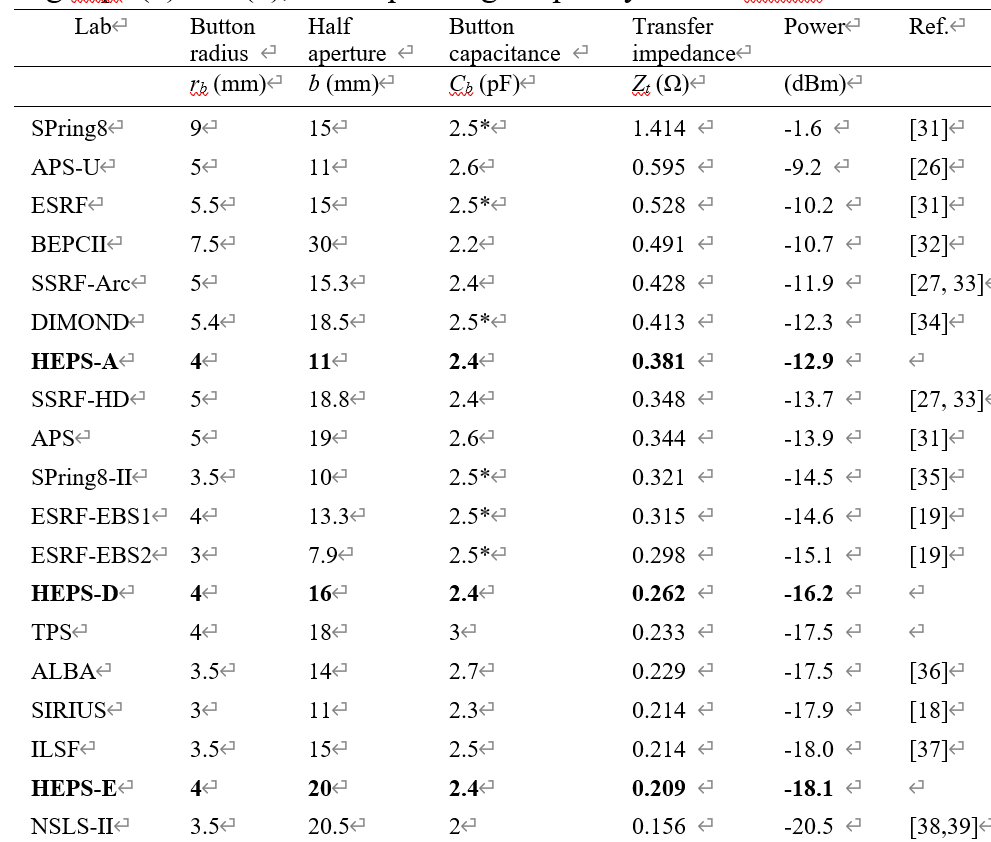 Lab Button radius Half aperture Button capacitance Transfer impedance Power Ref.
r_b (mm) b (mm) C_b (pF) Z_t (Ω) (dBm)
SPring8 9 15 2.5* 1.414 -1.6 [31]
APS-U 5 11 2.6 0.595 -9.2 [26]
ESRF 5.5 15 2.5* 0.528 -10.2 [31]
BEPCII 7.5 30 2.2 0.491 -10.7 [32]
SSRF-Arc 5 15.3 2.4 0.428 -11.9 [27, 33]
DIMOND 5.4 18.5 2.5* 0.413 -12.3 [34]
HEPS-A 4 11 2.4 0.381 -12.9
SSRF-HD 5 18.8 2.4 0.348 -13.7 [27, 33]
APS 5 19 2.6 0.344 -13.9 [31]
SPring8-II 3.5 10 2.5* 0.321 -14.5 [35]
ESRF-EBS1 4 13.3 2.5* 0.315 -14.6 [19]
ESRF-EBS2 3 7.9 2.5* 0.298 -15.1 [19]
HEPS-D 4 16 2.4 0.262 -16.2
TPS 4 18 3 0.233 -17.5
ALBA 3.5 14 2.7 0.229 -17.5 [36]
SIRIUS 3 11 2.3 0.214 -17.9 [18]
ILSF 3.5 15 2.5 0.214 -18.0 [37]
HEPS-E 4 20 2.4 0.209 -18.1
NSLS-II 3.5 20.5 2 0.156 -20.5 [38,39]